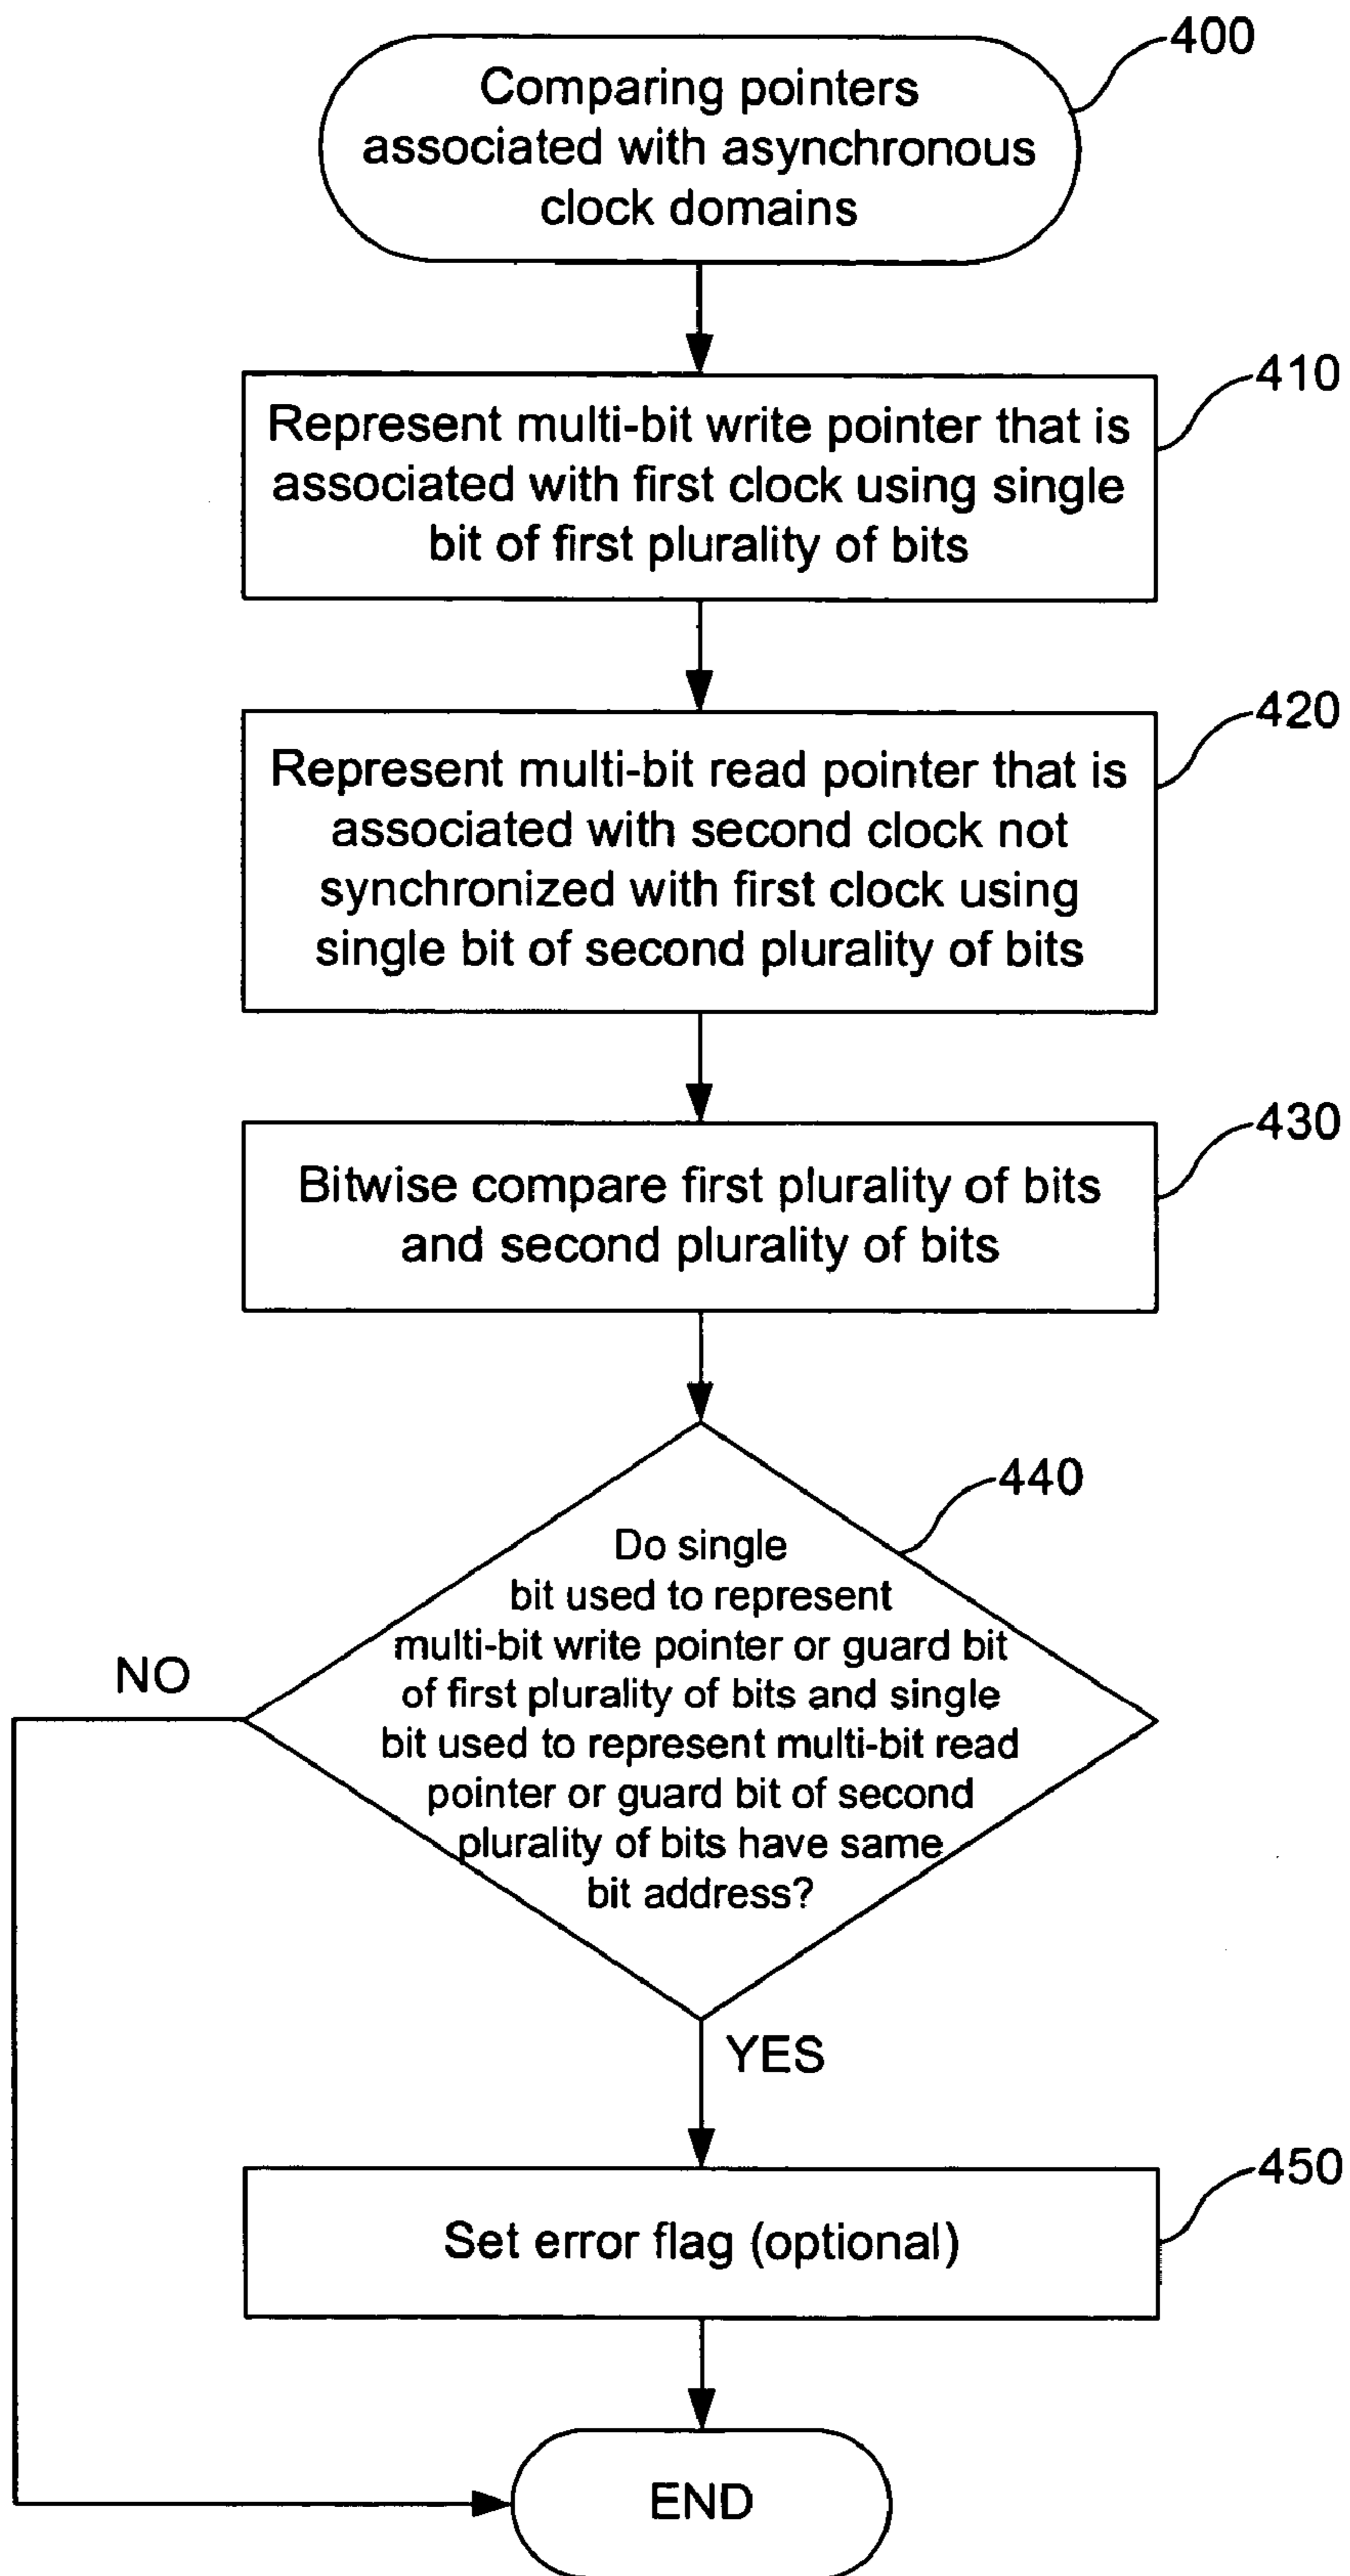 400
Comparing pointers
associated with asynchronous
clock domains
410
Represent multi-bit write pointer that is
associated with first clock using single
bit of first plurality of bits
420
Represent multi-bit read pointer that is
associated with second clock not
synchronized with first clock using
single bit of second plurality of bits
430
Bitwise compare first plurality of bits
and second plurality of bits
440
Do single
bit used to represent
multi-bit write pointer or guard bit
of first plurality of bits and single
bit used to represent multi-bit read
pointer or guard bit of second
plurality of bits have same
bit address?
NO
YES
450
Set error flag (optional)
END